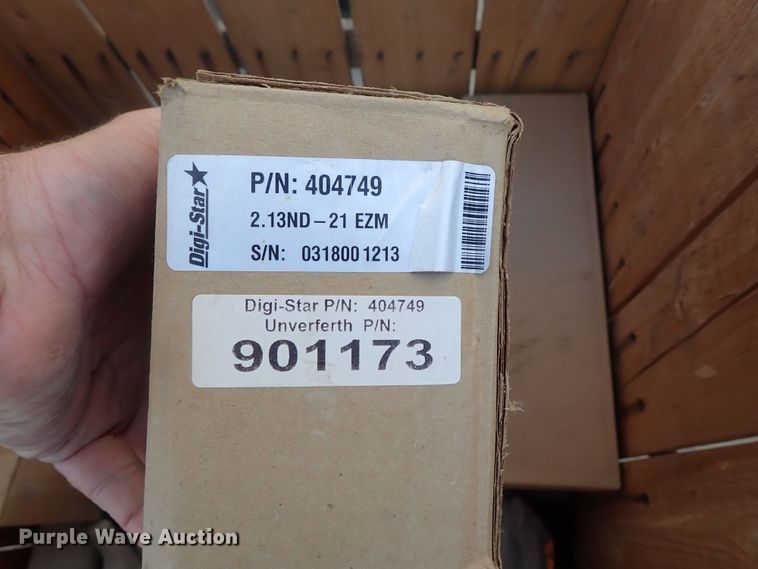 Digi-Star
P/N: 404749
2.13ND-21 EZM
S/N: 0318001213
Digi-Star P/N: 404749
Unverferth P/N:
901173
Purple Wave Auction